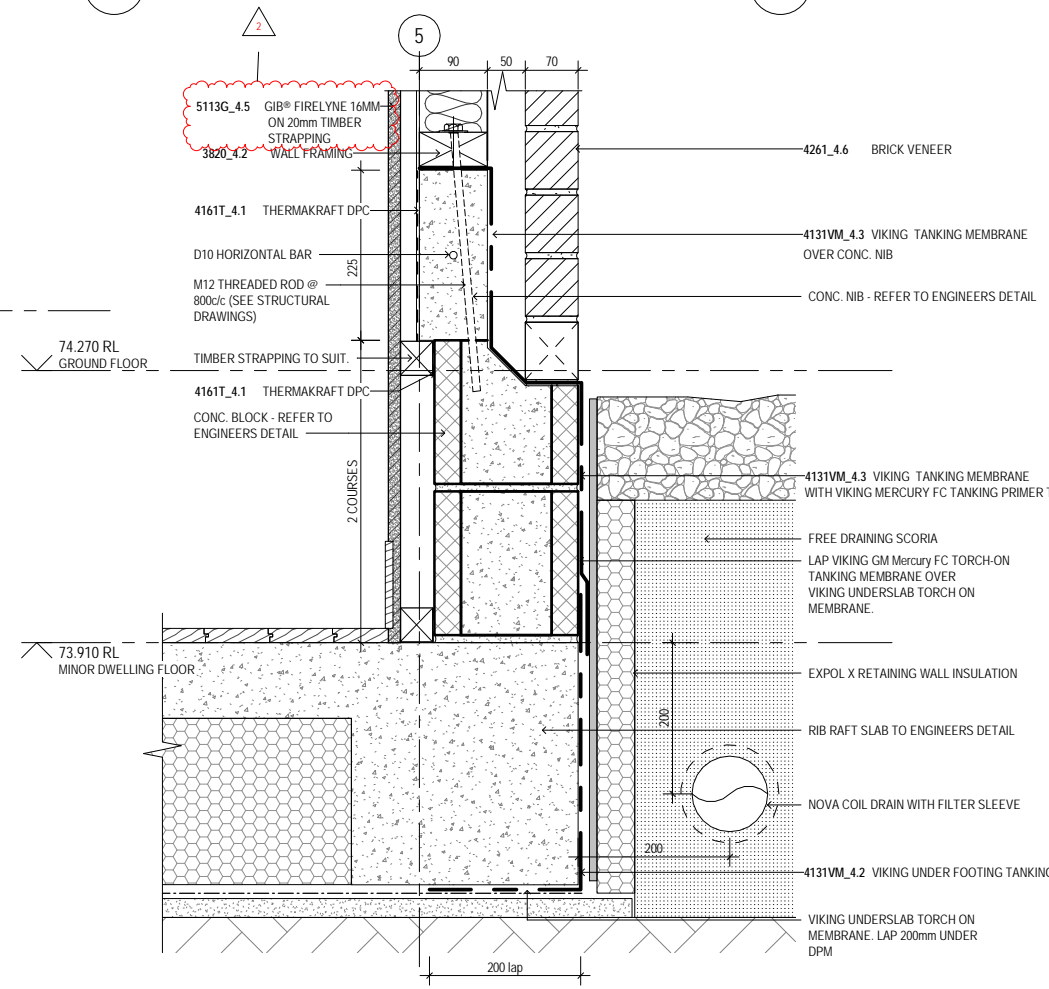 2
5
90
50
70
5113G_4.5 GIB® FIRELYNE 16MM
ON 20mm TIMBER
STRAPPING
3820_4.2 WALL FRAMING
4261_4.6 BRICK VENEER
4161T_4.1 THERMAKRAFT DPC
4131VM_4.3 VIKING TANKING MEMBRANE
OVER CONC. NIB
D10 HORIZONTAL BAR
225
M12 THREADED ROD @
800c/c (SEE STRUCTURAL
DRAWINGS)
CONC. NIB - REFER TO ENGINEERS DETAIL
74.270 RL
GROUND FLOOR
TIMBER STRAPPING TO SUIT.
4161T_4.1 THERMAKRAFT DPC
CONC. BLOCK - REFER TO
ENGINEERS DETAIL
2 COURSES
4131VM_4.3 VIKING TANKING MEMBRANE
WITH VIKING MERCURY FC TANKING PRIMER T
FREE DRAINING SCORIA
LAP VIKING GM Mercury FC TORCH-ON
TANKING MEMBRANE OVER
VIKING UNDERSLAB TORCH ON
MEMBRANE.
73.910 RL
MINOR DWELLING FLOOR
EXPOL X RETAINING WALL INSULATION
200
RIB RAFT SLAB TO ENGINEERS DETAIL
NOVA COIL DRAIN WITH FILTER SLEEVE
200
4131VM_4.2 VIKING UNDER FOOTING TANKING
VIKING UNDERSLAB TORCH ON
MEMBRANE. LAP 200mm UNDER
DPM
200 lap